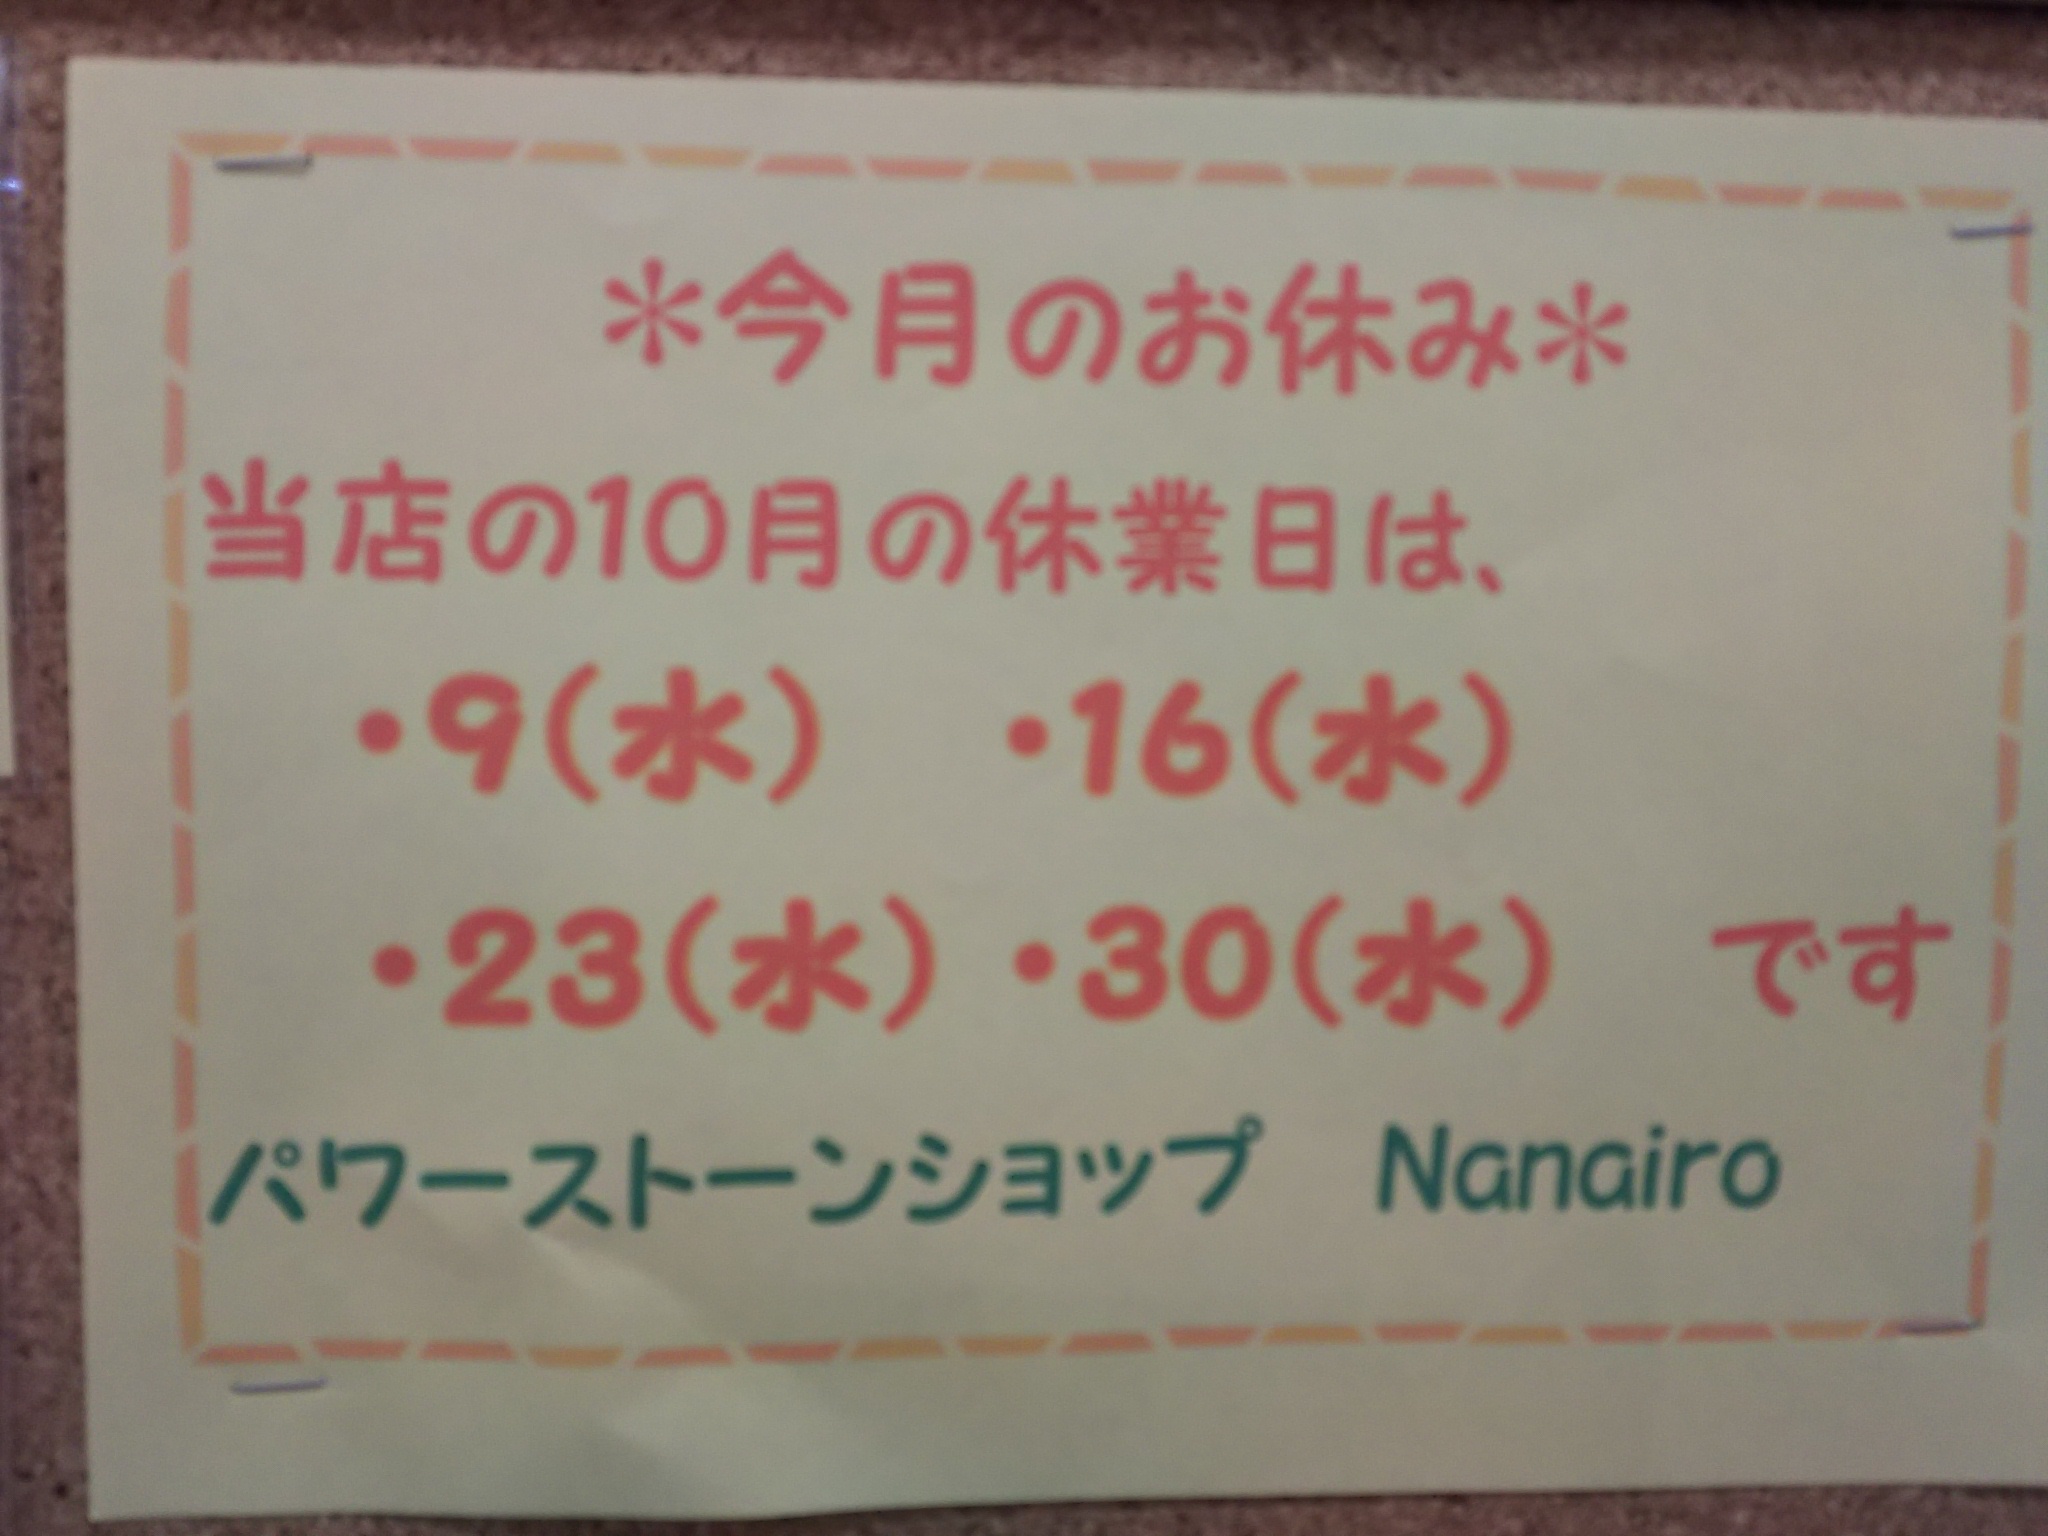 ＊今月のお休み＊
当店の10月の休業日は、
・9（水）　・16（水）
・23（水）・30（水）　です
パワーストーンショップ　Nanairo